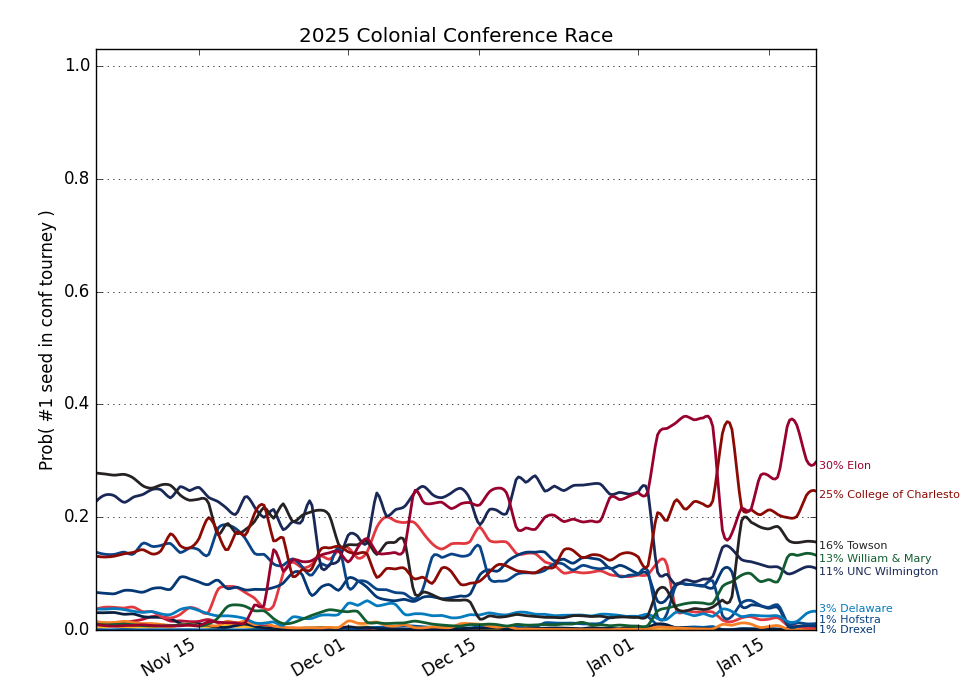 2025 Colonial Conference Race
Prob( #1 seed in conf tourney )
1.0
0.8
0.6
0.4
0.2
0.0
Nov 15
Dec 01
Dec 15
Jan 01
Jan 15
30% Elon
25% College of Charlesto
16% Towson
13% William & Mary
11% UNC Wilmington
3% Delaware
1% Hofstra
1% Drexel